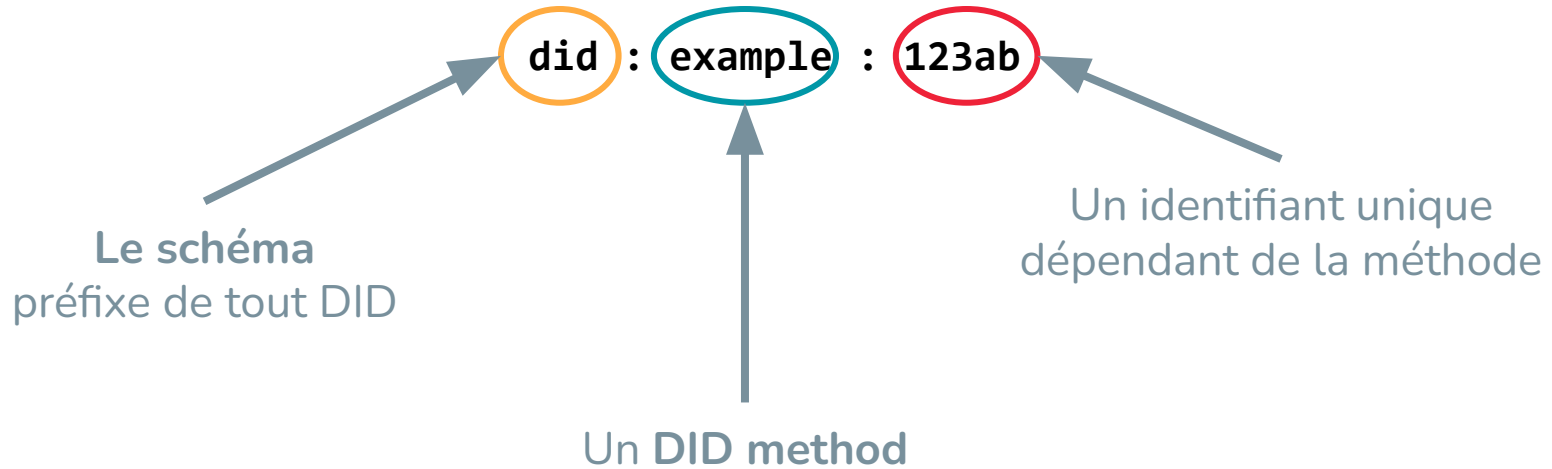 did : example : 123ab
Le schéma
préfixe de tout DID
Un identifiant unique
dépendant de la méthode
Un DID method